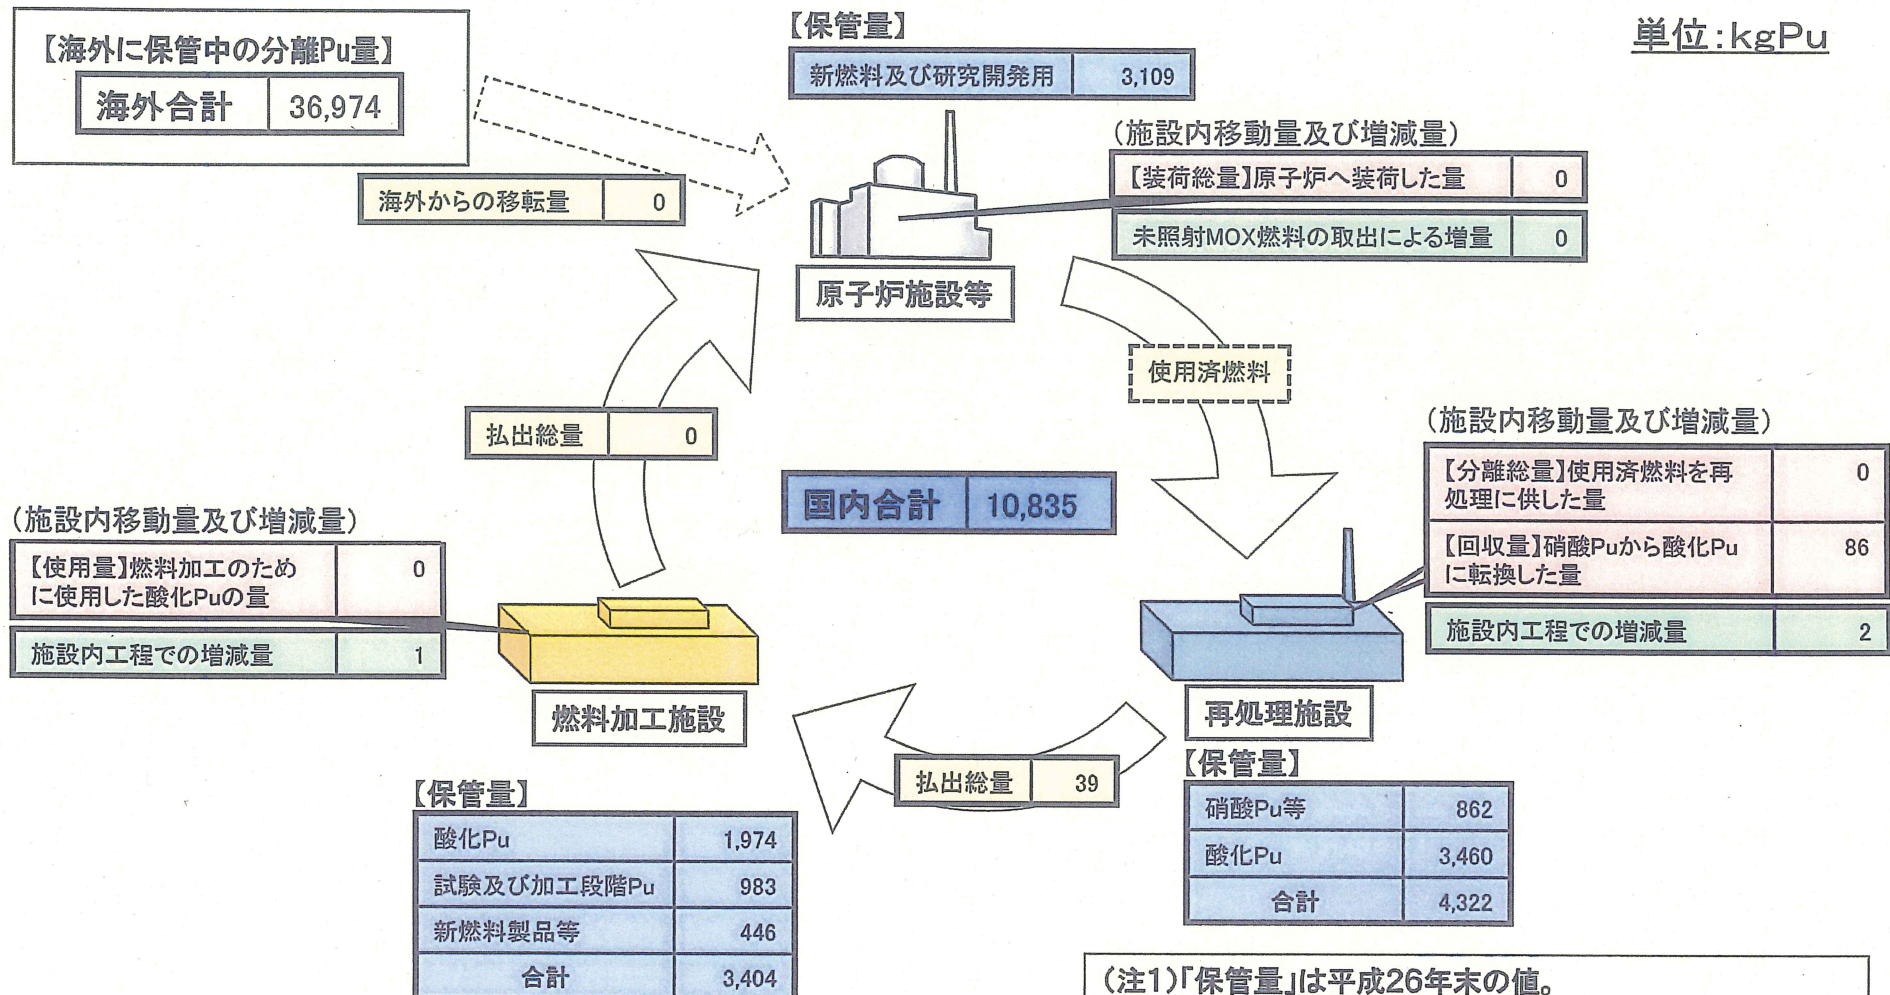 単位:kgPu
【海外に保管中の分離Pu量】
海外合計 36,974
海外からの移転量 0
【保管量】
新燃料及び研究開発用 3,109
(施設内移動量及び増減量)
【装荷総量】原子炉へ装荷した量 0
未照射MOX燃料の取出による増量 0
原子炉施設等
使用済燃料
払出総量 0
国内合計 10,835
(施設内移動量及び増減量)
【分離総量】使用済燃料を再
処理に供した量 0
【回収量】硝酸Puから酸化Pu
に転換した量 86
施設内工程での増減量 2
(施設内移動量及び増減量)
【使用量】燃料加工のため
に使用した酸化Puの量 0
施設内工程での増減量 1
燃料加工施設
再処理施設
払出総量 39
【保管量】
硝酸Pu等 862
酸化Pu 3,460
合計 4,322
【保管量】
酸化Pu 1,974
試験及び加工段階Pu 983
新燃料製品等 446
合計 3,404
(注1)「保管量」は平成26年末の値。